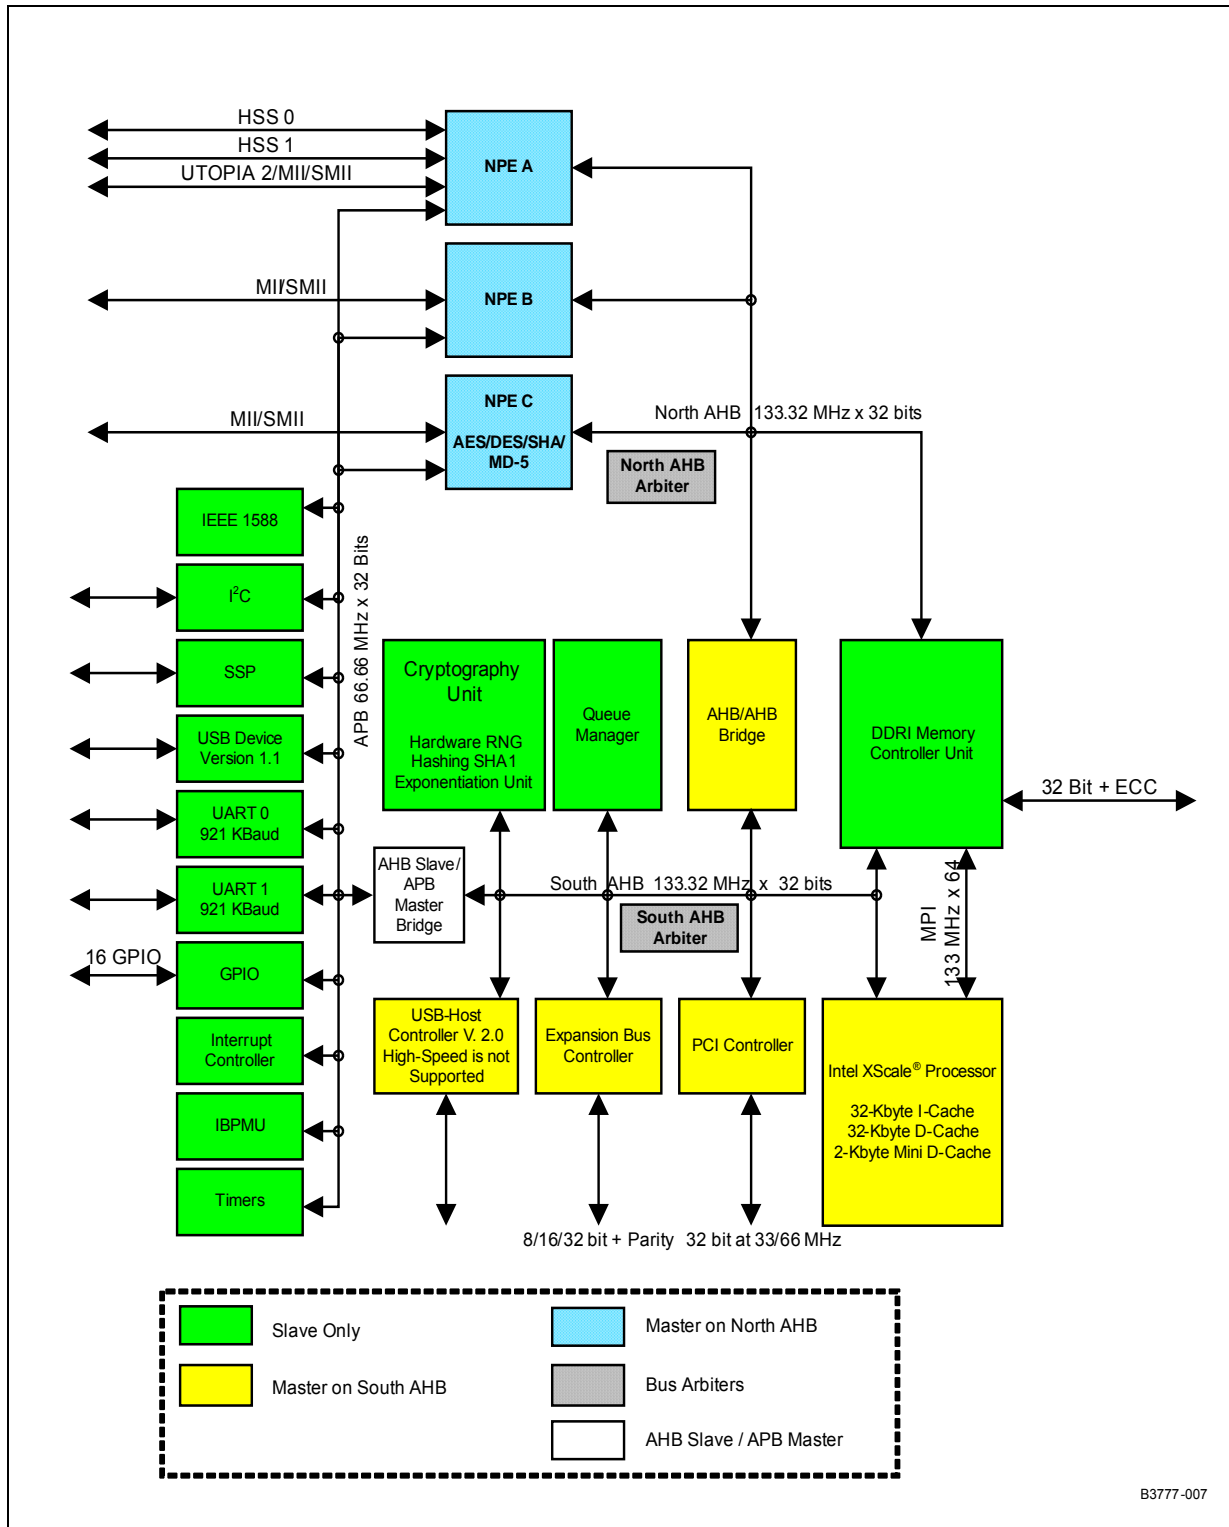 HSS 0
HSS 1
UTOPIA 2/MII/SMII
NPE A
MII/SMII
NPE B
MII/SMII
NPE C
AES/DES/SHA/
MD-5
North AHB 133.32 MHz x 32 bits
North AHB
Arbiter
APB 66.66 MHz x 32 Bits
IEEE 1588
I²C
SSP
USB Device
Version 1.1
UART 0
921 KBaud
UART 1
921 KBaud
16 GPIO
GPIO
Interrupt
Controller
IBPMU
Timers
Cryptography
Unit
Hardware RNG
Hashing SHA1
Exponentiation Unit
Queue
Manager
AHB/AHB
Bridge
DDRI Memory
Controller Unit
32 Bit + ECC
AHB Slave/
APB
Master
Bridge
South AHB 133.32 MHz x 32 bits
South AHB
Arbiter
MPI
133 MHz x 64
USB-Host
Controller V. 2.0
High-Speed is not
Supported
Expansion Bus
Controller
PCI Controller
Intel XScale® Processor
32-Kbyte I-Cache
32-Kbyte D-Cache
2-Kbyte Mini D-Cache
8/16/32 bit + Parity
32 bit at 33/66 MHz
Slave Only
Master on North AHB
Master on South AHB
Bus Arbiters
AHB Slave / APB Master
B3777-007